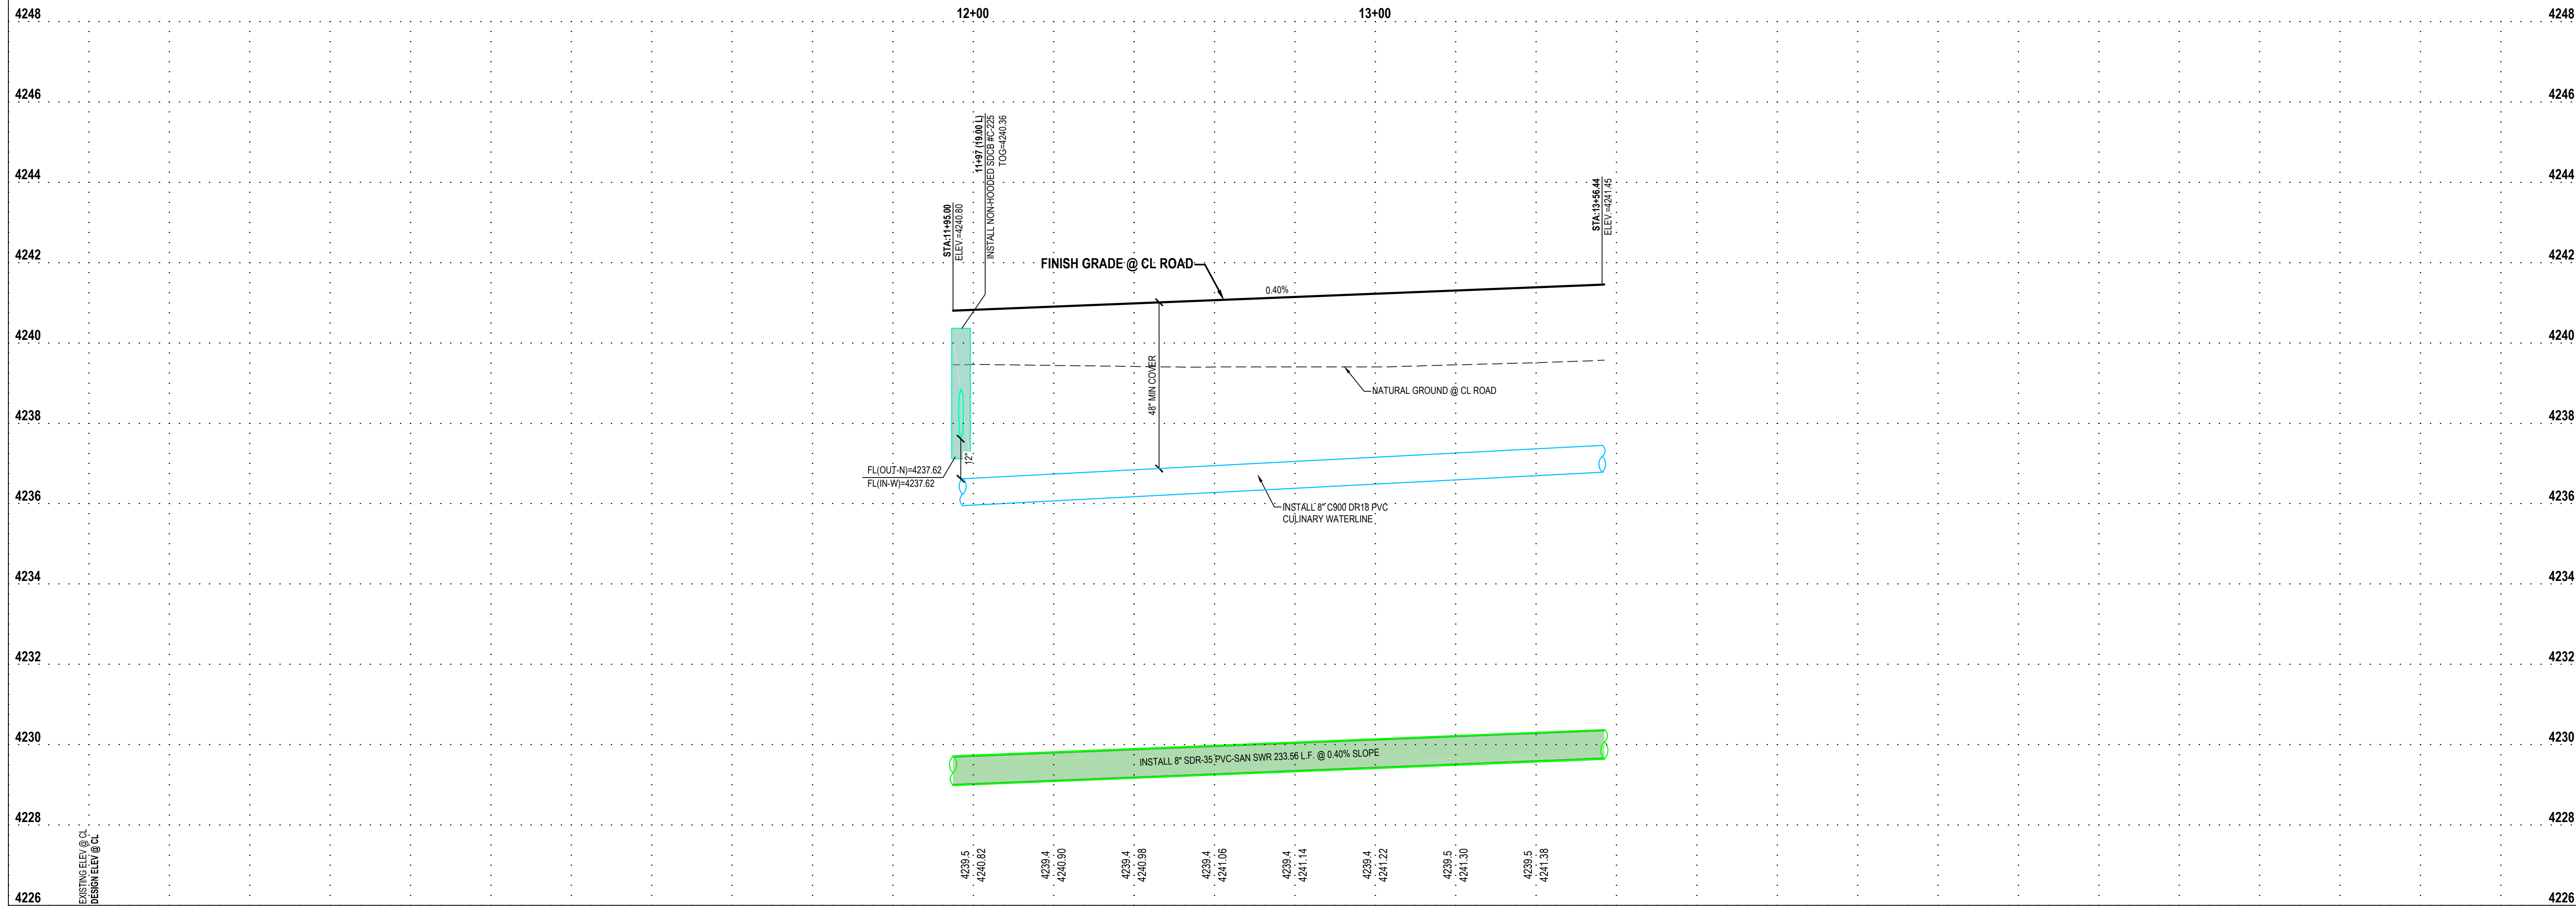 12+00
13+00
4248
4248
4246
4246
11+97 (19.00 L)
INSTALL NON-HOODED SDCB #C-225
TOG=4240.36
4244
4244
STA:11+95.00
ELEV.=4240.80
STA:13+56.44
ELEV.=4241.45
4242
4242
FINISH GRADE @ CL ROAD
0.40%
4240
4240
48" MIN COVER
NATURAL GROUND @ CL ROAD
4238
4238
12"
FL(OUT-N)=4237.62
FL(IN-W)=4237.62
4236
4236
INSTALL 8" C900 DR18 PVC
CULINARY WATERLINE
4234
4234
4232
4232
4230
4230
INSTALL 8" SDR-35 PVC-SAN SWR 233.56 L.F. @ 0.40% SLOPE
4228
4228
EXISTING ELEV @ CL
DESIGN ELEV @ CL
4239.5
4240.82
4239.4
4240.90
4239.4
4240.98
4239.4
4241.06
4239.4
4241.14
4239.4
4241.22
4239.5
4241.30
4239.5
4241.38
4226
4226